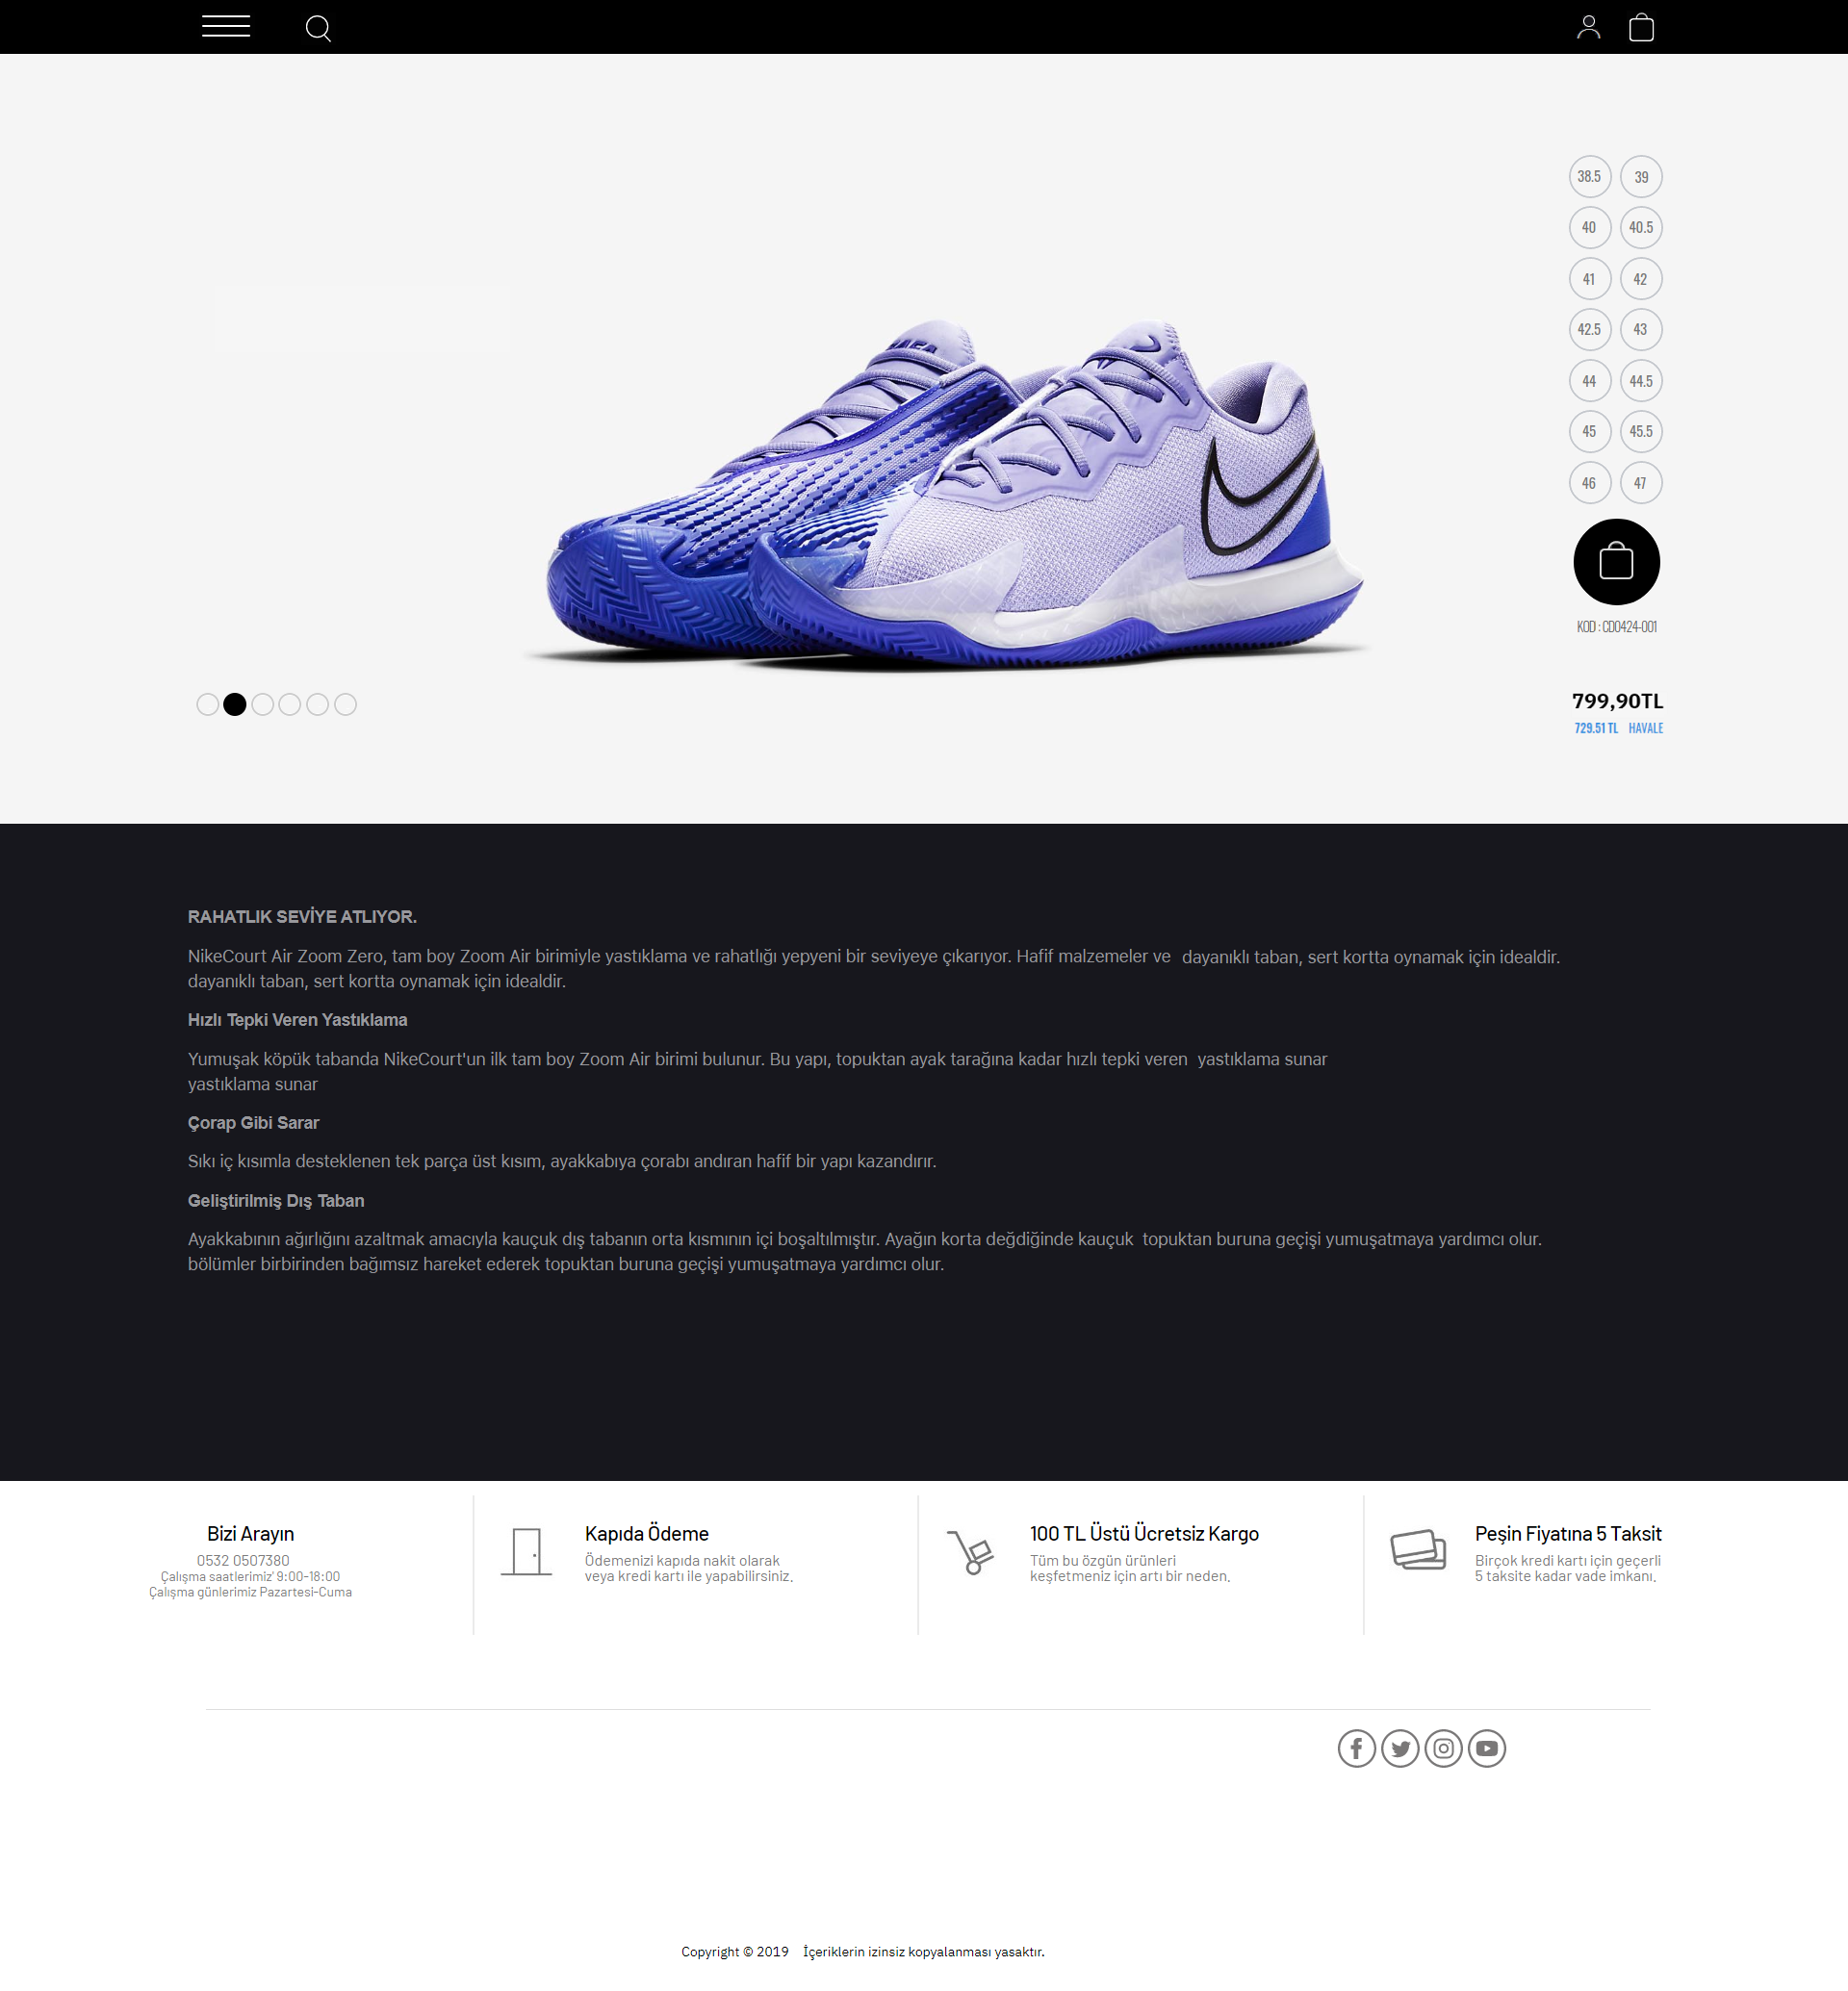 38.5 39
40 40.5
41 42
42.5 43
44 44.5
45 45.5
46 47
KOD : CD0424-001
799,90TL
729.51 TL HAVALE
RAHATLIK SEVİYE ATLIYOR.
NikeCourt Air Zoom Zero, tam boy Zoom Air birimiyle yastıklama ve rahatlığı yepyeni bir seviyeye çıkarıyor. Hafif malzemeler ve dayanıklı taban, sert kortta oynamak için idealdir.
dayanıklı taban, sert kortta oynamak için idealdir.
Hızlı Tepki Veren Yastıklama
Yumuşak köpük tabanda NikeCourt'un ilk tam boy Zoom Air birimi bulunur. Bu yapı, topuktan ayak tarağına kadar hızlı tepki veren yastıklama sunar
yastıklama sunar
Çorap Gibi Sarar
Sıkı iç kısımla desteklenen tek parça üst kısım, ayakkabıya çorabı andıran hafif bir yapı kazandırır.
Geliştirilmiş Dış Taban
Ayakkabının ağırlığını azaltmak amacıyla kauçuk dış tabanın orta kısmının içi boşaltılmıştır. Ayağın korta değdiğinde kauçuk topuktan buruna geçişi yumuşatmaya yardımcı olur.
bölümler birbirinden bağımsız hareket ederek topuktan buruna geçişi yumuşatmaya yardımcı olur.
Bizi Arayın
0532 0507380
Çalışma saatlerimiz' 9:00-18:00
Çalışma günlerimiz Pazartesi-Cuma
Kapıda Ödeme
Ödemenizi kapıda nakit olarak
veya kredi kartı ile yapabilirsiniz.
100 TL Üstü Ücretsiz Kargo
Tüm bu özgün ürünleri
keşfetmeniz için artı bir neden.
Peşin Fiyatına 5 Taksit
Birçok kredi kartı için geçerli
5 taksite kadar vade imkanı.
Copyright © 2019 İçeriklerin izinsiz kopyalanması yasaktır.